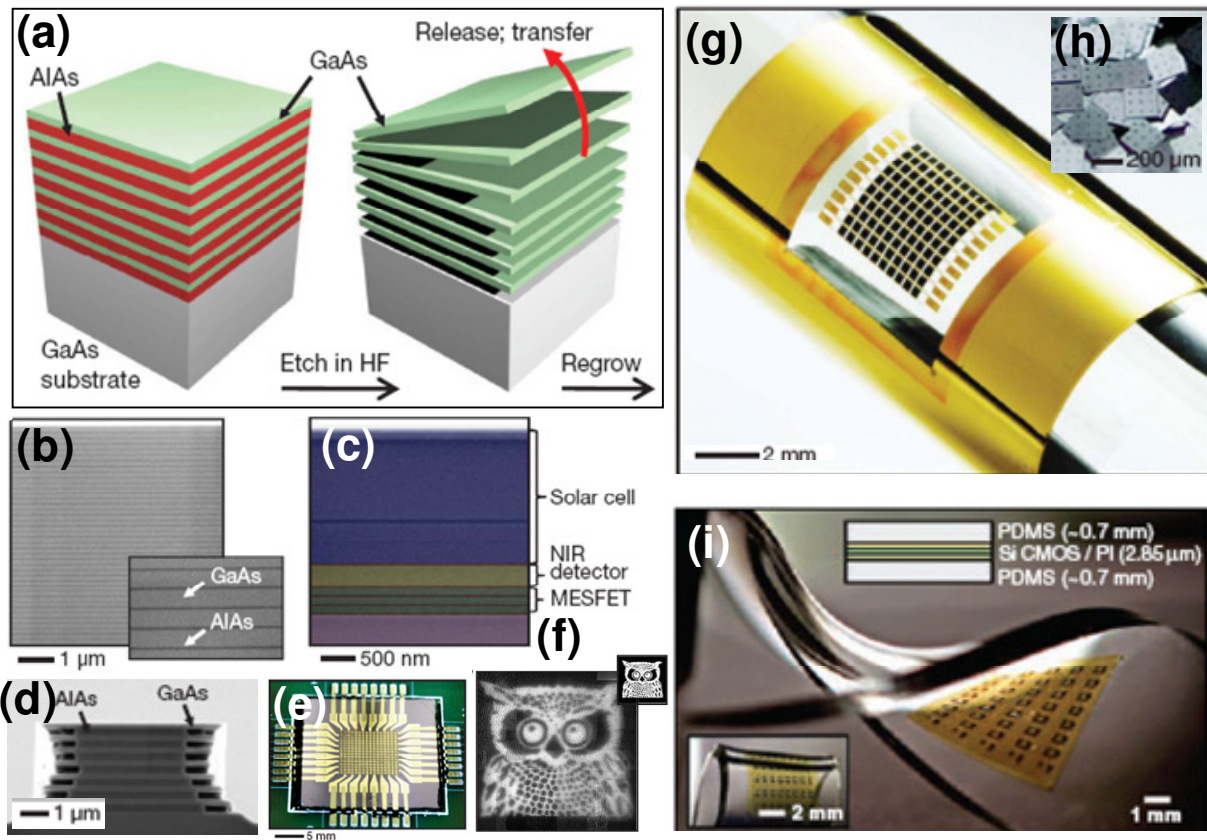 (a)
AlAs
GaAs
Release; transfer
GaAs
substrate
Etch in HF
Regrow
(b)
GaAs
AlAs
1 μm
(c)
Solar cell
NIR
detector
MESFET
500 nm
(d)
AlAs
GaAs
1 μm
(e)
5 mm
(f)
(g)
2 mm
(h)
200 μm
(i)
PDMS (~0.7 mm)
Si CMOS / PI (2.85 μm)
PDMS (~0.7 mm)
2 mm
1 mm